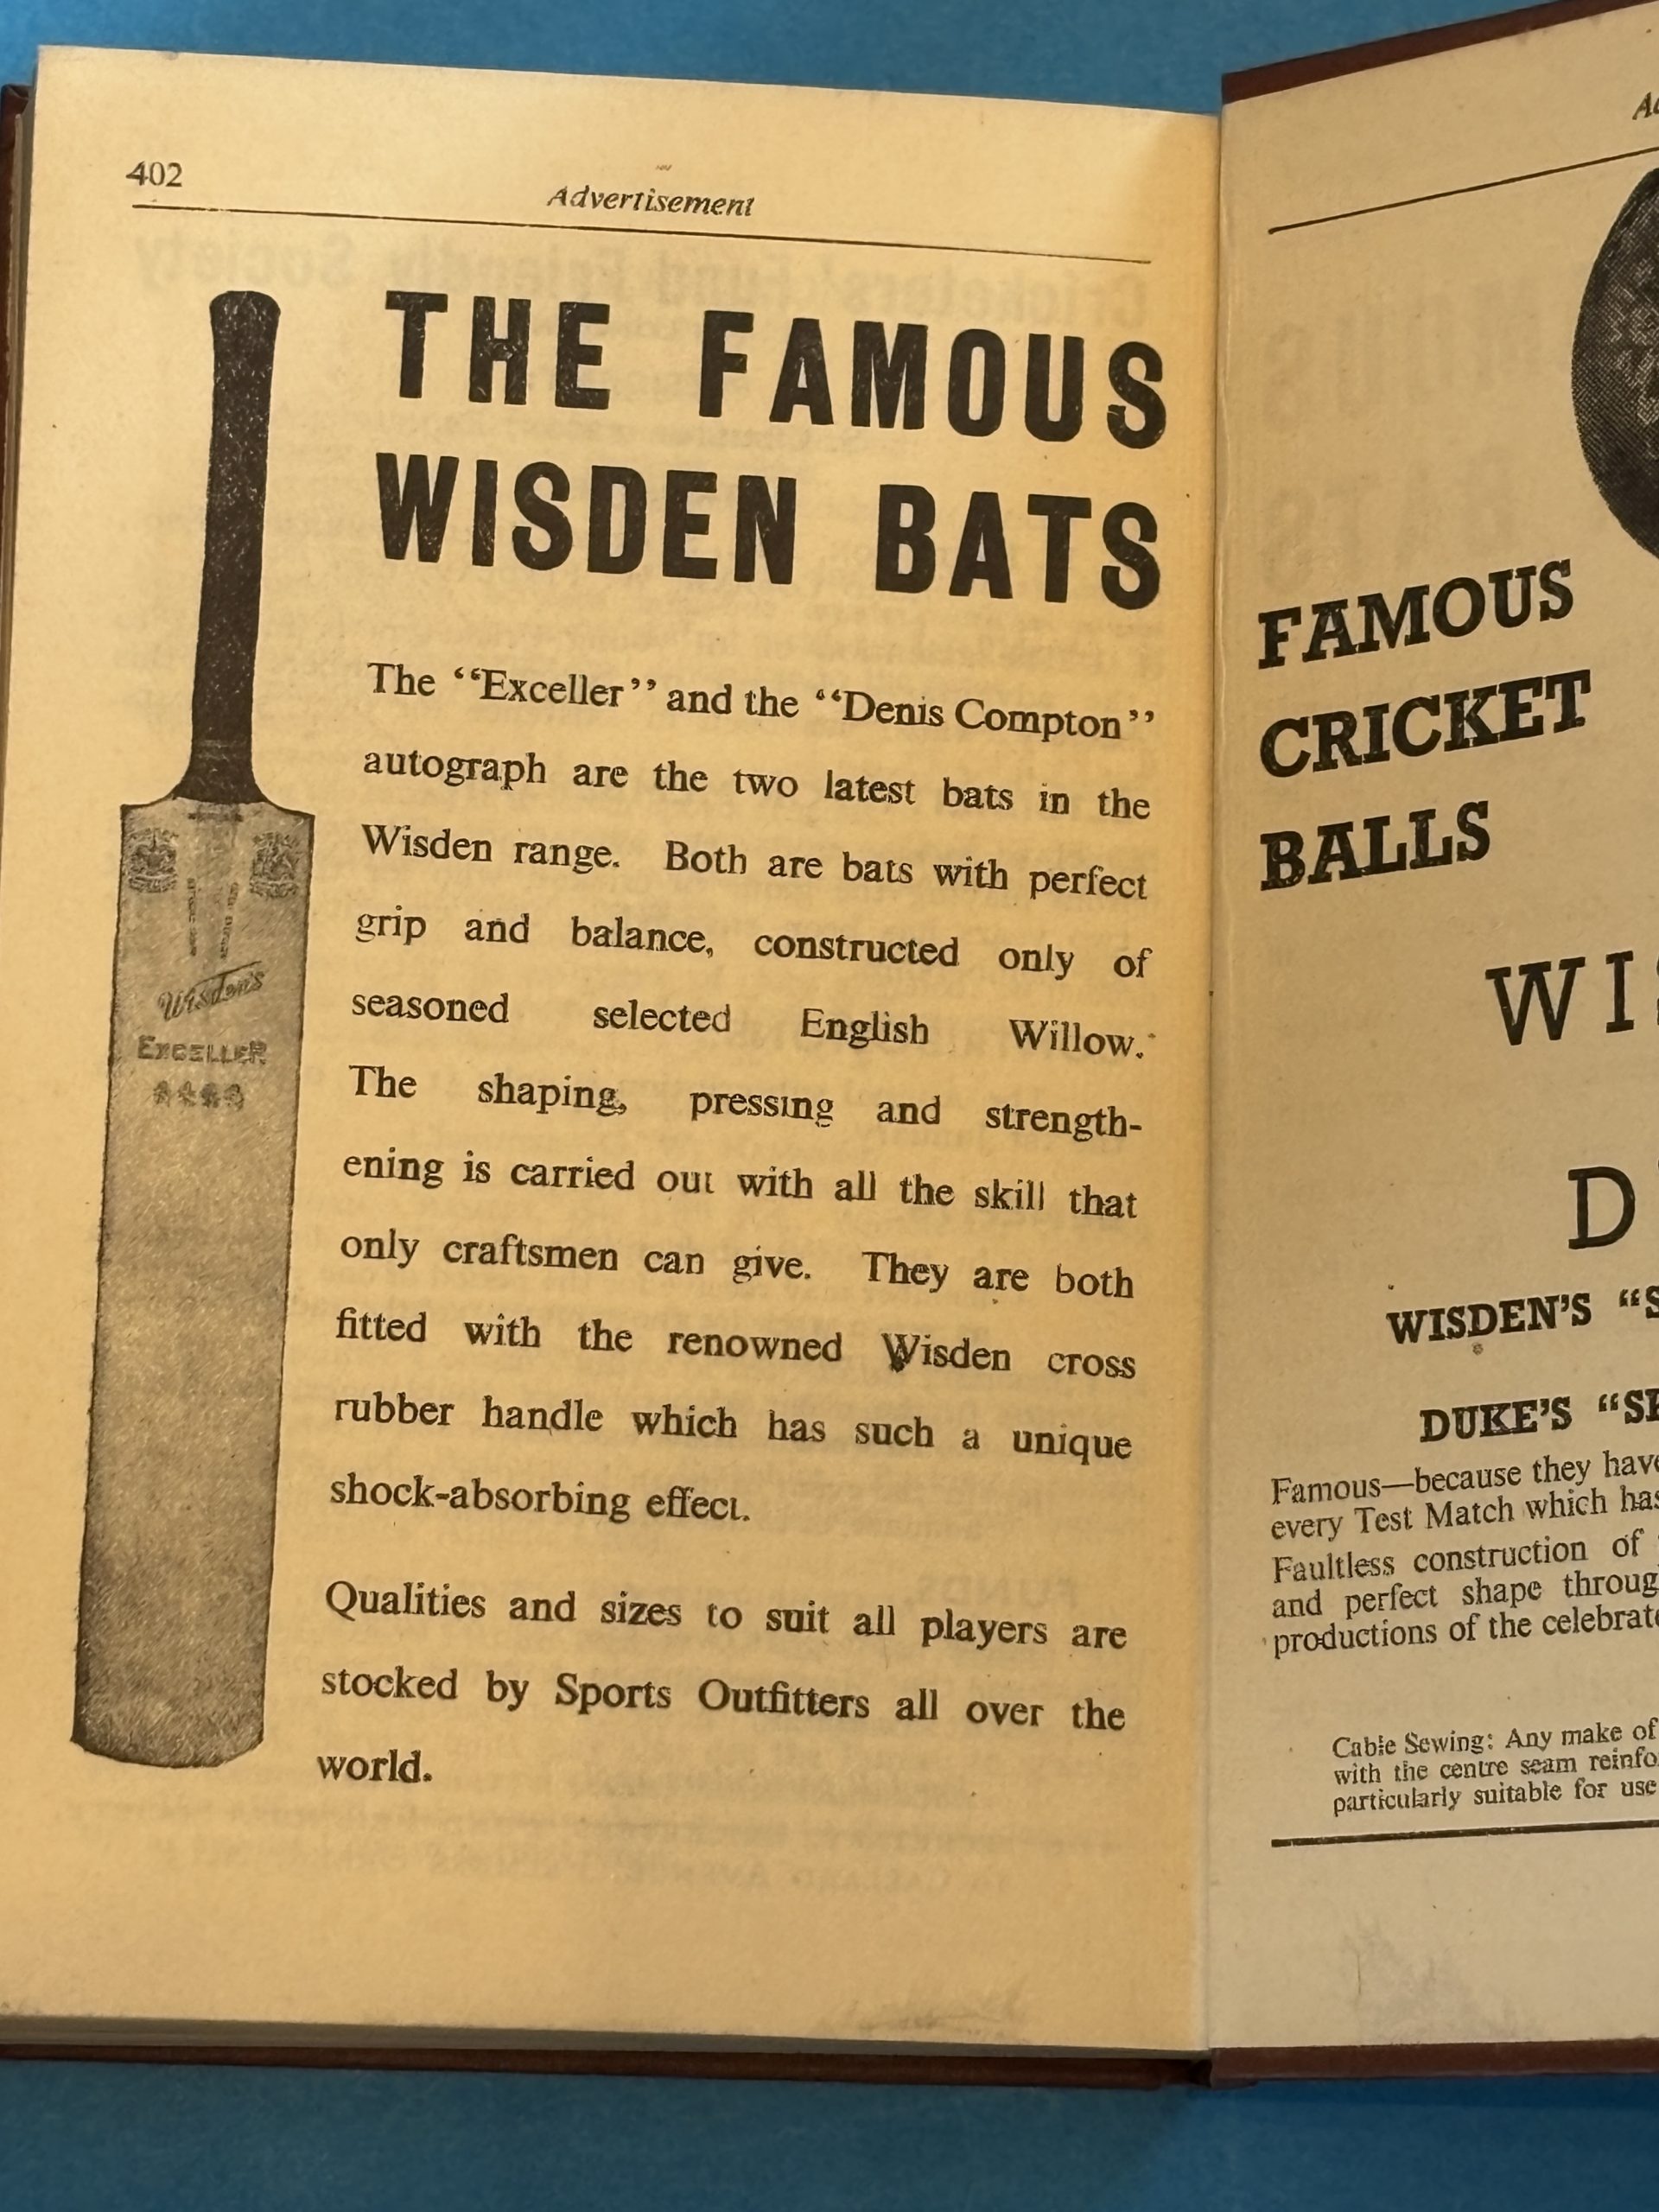 402
Advertisement
THE FAMOUS
WISDEN BATS
The “Exceller” and the “Denis Compton”
autograph are the two latest bats in the
Wisden range. Both are bats with perfect
grip and balance, constructed only of
seasoned selected English Willow.
The shaping, pressing and strength-
ening is carried out with all the skill that
only craftsmen can give. They are both
fitted with the renowned Wisden cross
rubber handle which has such a unique
shock-absorbing effect.
Qualities and sizes to suit all players are
stocked by Sports Outfitters all over the
world.
Wisden's
EXCELLER
FAMOUS
CRICKET
BALLS
WIS
D
WISDEN'S “S
DUKE'S “SP
Famous—because they have
every Test Match which has
Faultless construction of
and perfect shape throug
productions of the celebrate
Cable Sewing: Any make of
with the centre seam reinfo
particularly suitable for use